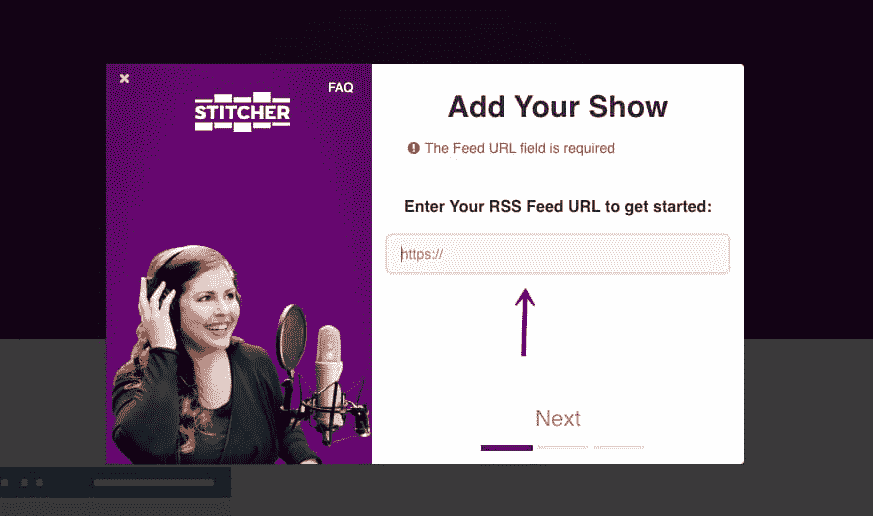 FAQ
STITCHER
Add Your Show
The Feed URL field is required
Enter Your RSS Feed URL to get started:
https://
Next